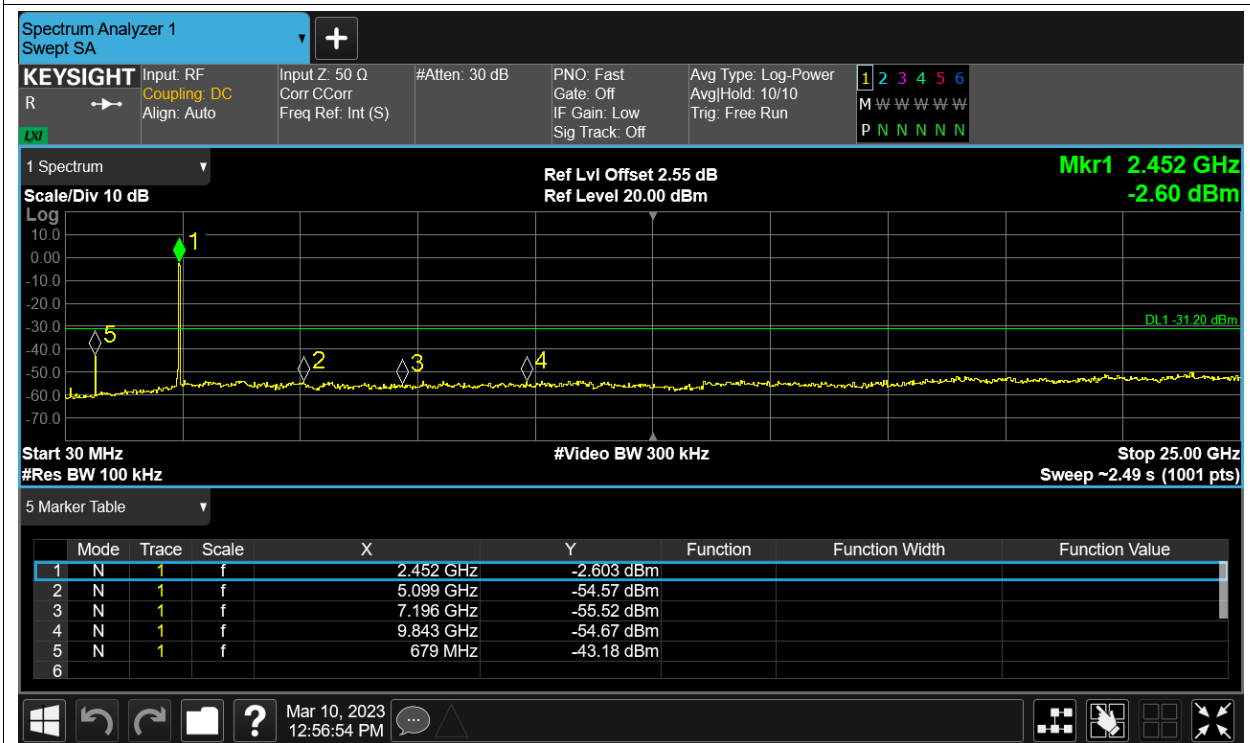 Spectrum Analyzer 1
Swept SA
KEYSIGHT Input: RF Input Z: 50 Ω #Atten: 30 dB PNO: Fast Avg Type: Log-Power 1 2 3 4 5 6
R Coupling: DC Corr CCorr Gate: Off Avg|Hold: 10/10 M W W W W W W
Align: Auto Freq Ref: Int (S) IF Gain: Low Trig: Free Run
LXI Sig Track: Off P N N N N N N
1 Spectrum Ref Lvl Offset 2.55 dB Mkr1 2.452 GHz
Scale/Div 10 dB Ref Level 20.00 dBm -2.60 dBm
Log
10.0
1
0.00
-10.0
-20.0
DL1 -31.20 dBm
-30.0
5
-40.0
2 3 4
-50.0
-60.0
-70.0
Start 30 MHz #Video BW 300 kHz Stop 25.00 GHz
#Res BW 100 kHz Sweep ~2.49 s (1001 pts)
5 Marker Table
Mode Trace Scale X Y Function Function Width Function Value
1 N 1 f 2.452 GHz -2.603 dBm
2 N 1 f 5.099 GHz -54.57 dBm
3 N 1 f 7.196 GHz -55.52 dBm
4 N 1 f 9.843 GHz -54.67 dBm
5 N 1 f 679 MHz -43.18 dBm
6
? Mar 10, 2023
12:56:54 PM